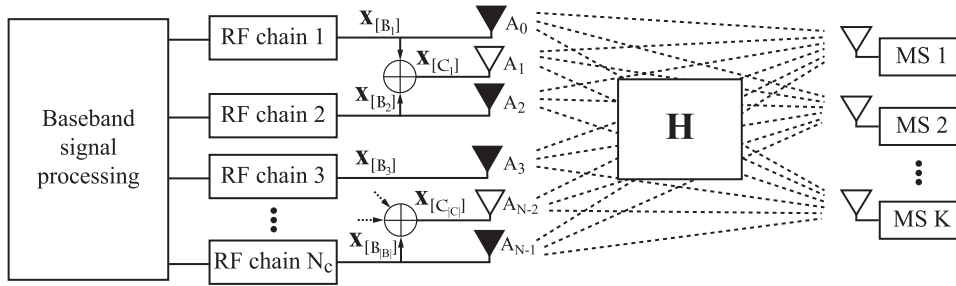 Baseband
signal
processing
RF chain 1
RF chain 2
RF chain 3
RF chain N_c
x_[B_1]
x_[C_1]
x_[B_2]
x_[B_3]
x_[C_|C|]
x_[B_|B|]
A_0
A_1
A_2
A_3
A_N-2
A_N-1
H
MS 1
MS 2
MS K